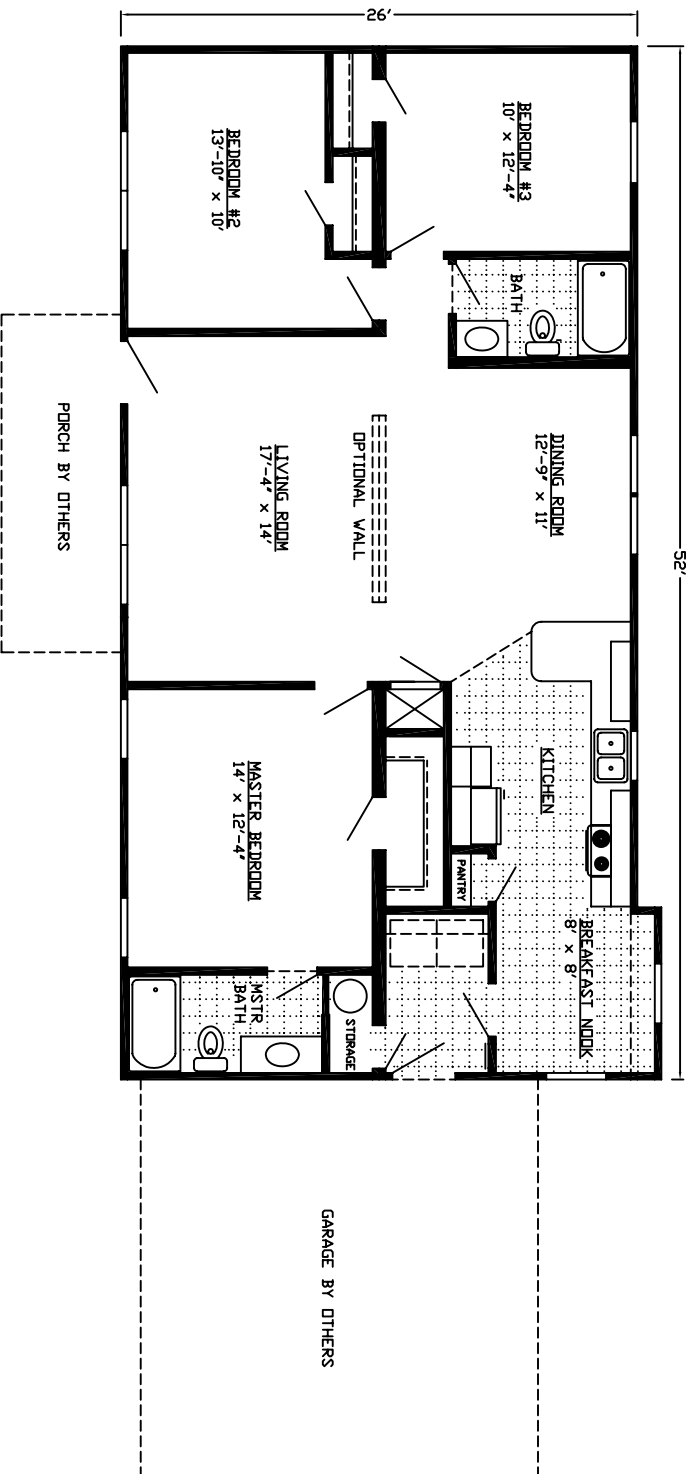 26'
52'
BEDROOM #3
10' x 12'-4"
BATH
DINING ROOM
12'-9" x 11'
KITCHEN
PANTRY
BREAKFAST NOOK
8' x 8'
BEDROOM #2
13'-10" x 10'
OPTIONAL WALL
LIVING ROOM
17'-4" x 14'
MASTER BEDROOM
14' x 12'-4"
MSTR
BATH
STORAGE
PORCH BY OTHERS
GARAGE BY OTHERS